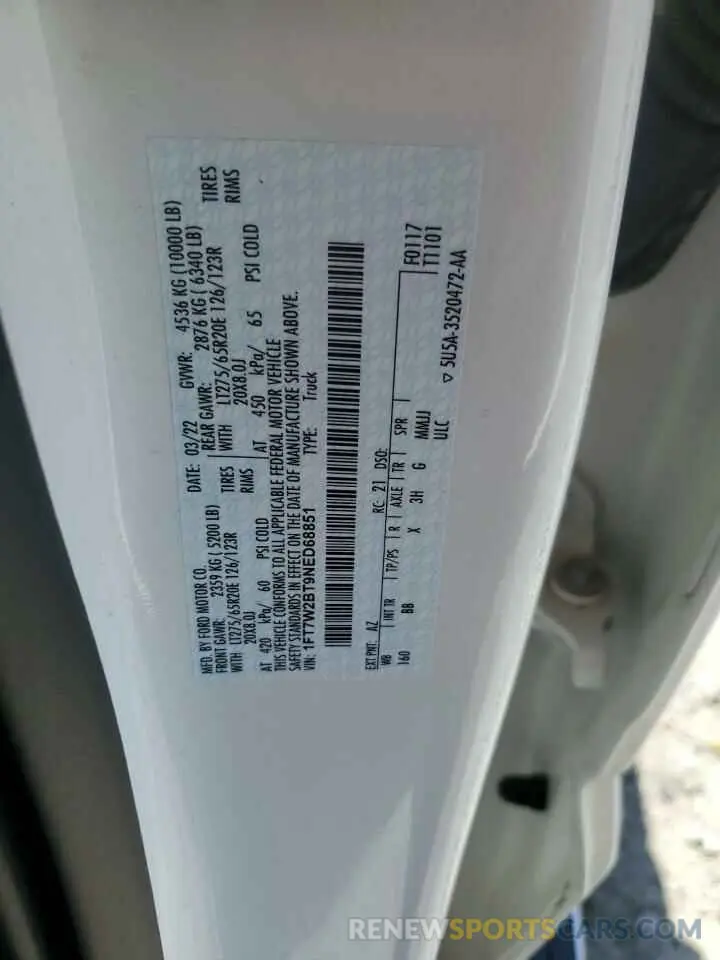 MFD. BY FORD MOTOR CO. DATE: 03/22 GVWR: 4536 KG (10000 LB)
FRONT GAWR: 2359 KG ( 5200 LB) REAR GAWR: 2876 KG ( 6340 LB)
WITH LT275/65R20E 126/123R TIRES WITH LT275/65R20E 126/123R TIRES
20X8.0J RIMS 20X8.0J RIMS
AT 420 kPa/ 60 PSI COLD AT 450 kPa/ 65 PSI COLD
THIS VEHICLE CONFORMS TO ALL APPLICABLE FEDERAL MOTOR VEHICLE
SAFETY STANDARDS IN EFFECT ON THE DATE OF MANUFACTURE SHOWN ABOVE.
VIN: 1FT7W2BT9NED68851 TYPE: Truck
EXT PNT: AZ RC: 21 DSO: F0117
WB INT TR TP/PS R AXLE TR SPR T1101
160 BB X 3H G MMJJ
ULC ▽ 5U5A-3520472-AA
RENEWSPORTSCARS.COM